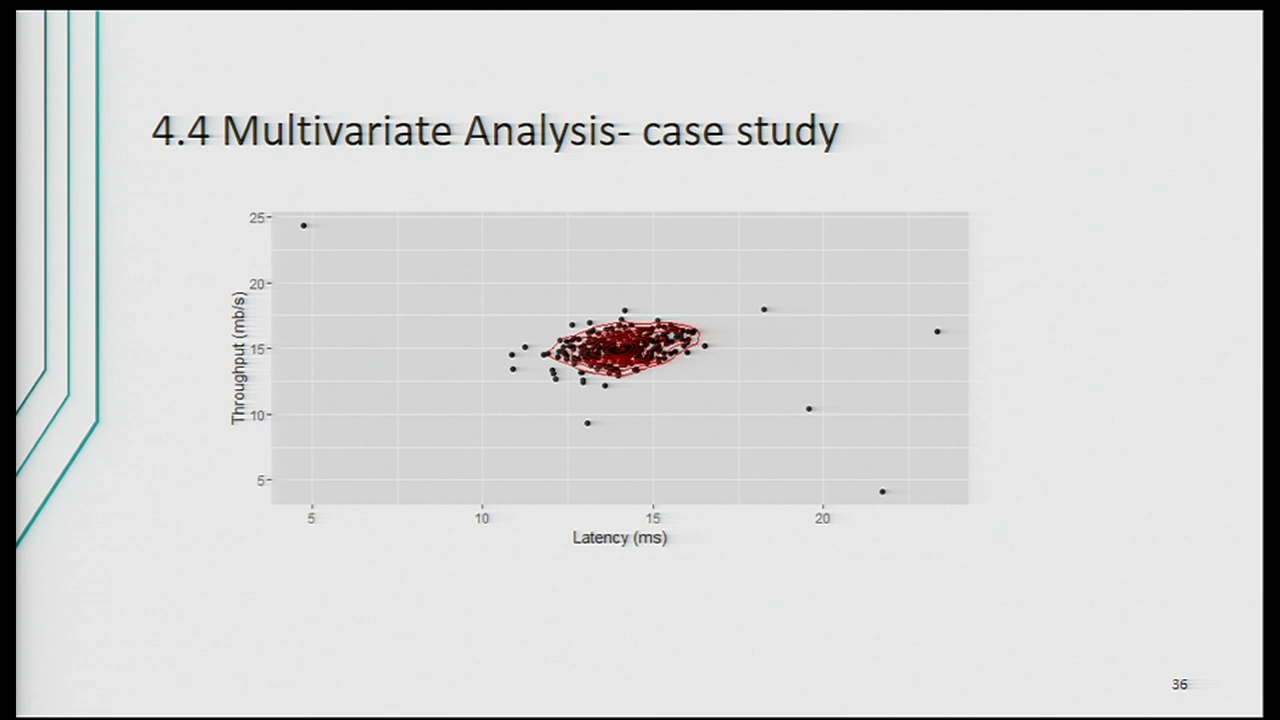 4.4 Multivariate Analysis- case study
25
20
15
10
5
Throughput (mb/s)
5 10 15 20
Latency (ms)
36